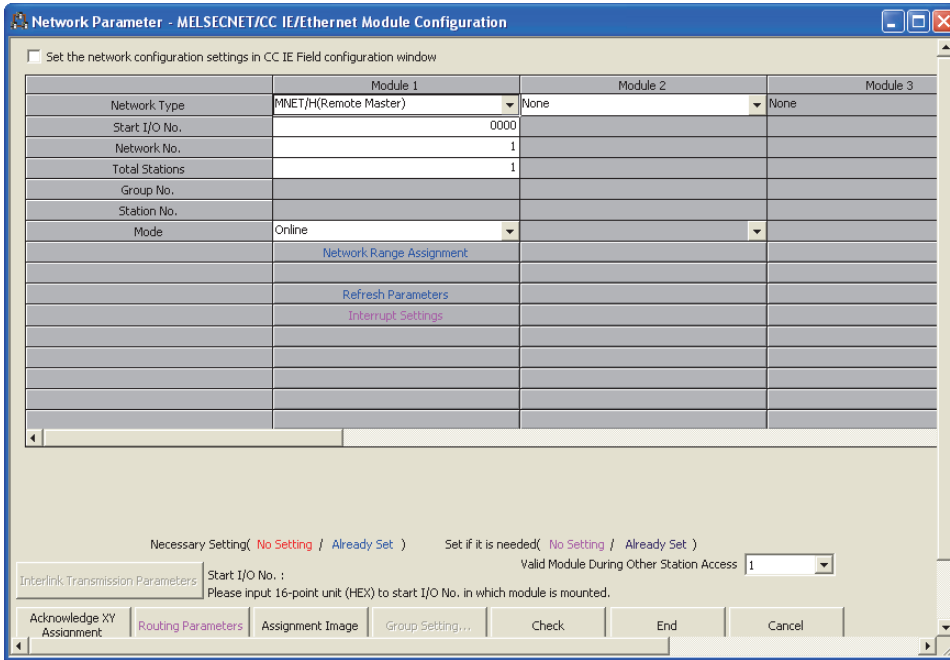 Network Parameter - MELSECNET/CC IE/Ethernet Module Configuration
Set the network configuration settings in CC IE Field configuration window
Module 1 Module 2 Module 3
Network Type MNET/H(Remote Master) None None
Start I/O No. 0000
Network No. 1
Total Stations 1
Group No.
Station No.
Mode Online
Network Range Assignment
Refresh Parameters
Interrupt Settings
Necessary Setting( No Setting / Already Set ) Set if it is needed( No Setting / Already Set )
Valid Module During Other Station Access 1
Interlink Transmission Parameters
Start I/O No. :
Please input 16-point unit (HEX) to start I/O No. in which module is mounted.
Acknowledge XY
Assignment
Routing Parameters Assignment Image Group Setting... Check End Cancel